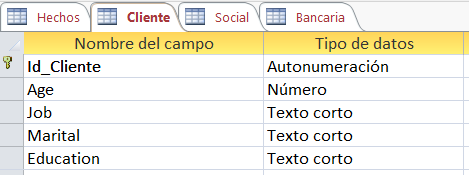 Hechos Cliente Social Bancaria
Nombre del campo Tipo de datos
Id_Cliente Autonumeración
Age Número
Job Texto corto
Marital Texto corto
Education Texto corto